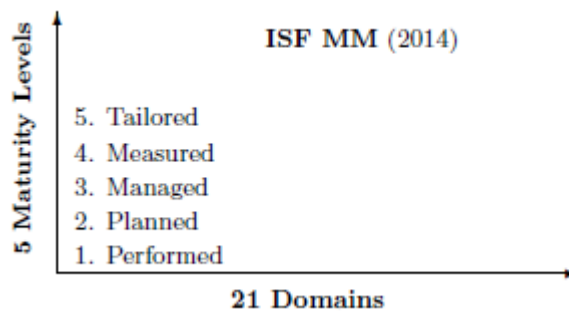 ISF MM (2014)
5 Maturity Levels
5. Tailored
4. Measured
3. Managed
2. Planned
1. Performed
21 Domains